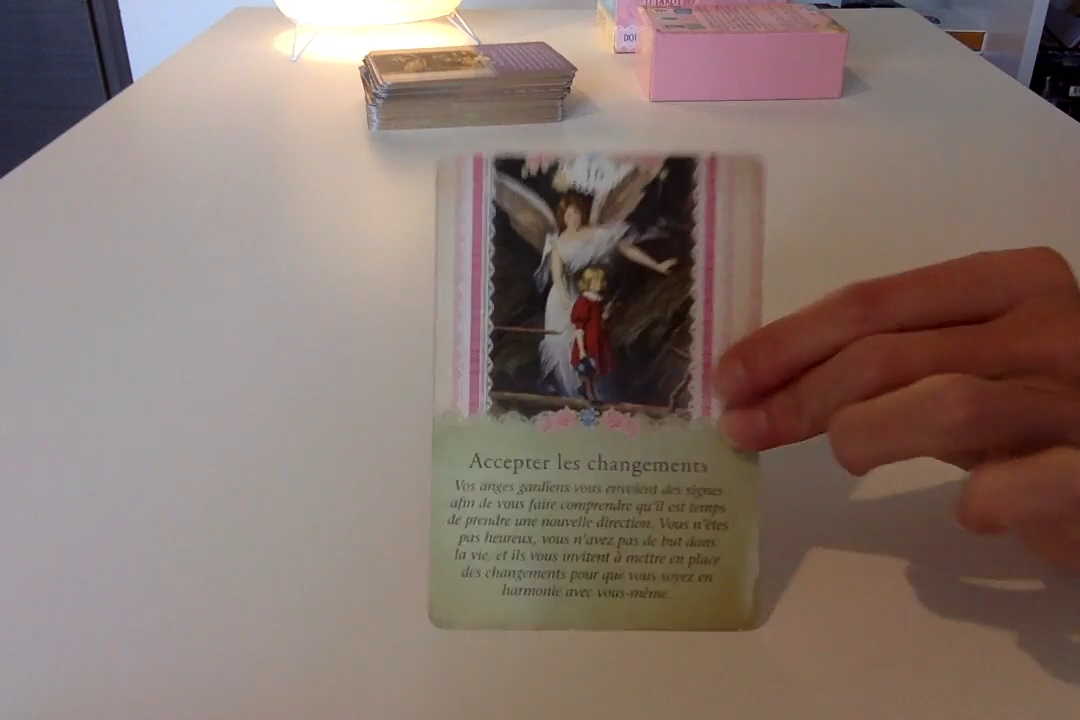 DOI
Accepter les changements
Vos anges gardiens vous envoient des signes
afin de vous faire comprendre qu'il est temps
de prendre une nouvelle direction. Vous n'êtes
pas heureux, vous n'avez pas de but dans
la vie, et ils vous invitent à mettre en place
des changements pour que vous soyez en
harmonie avec vous-même.